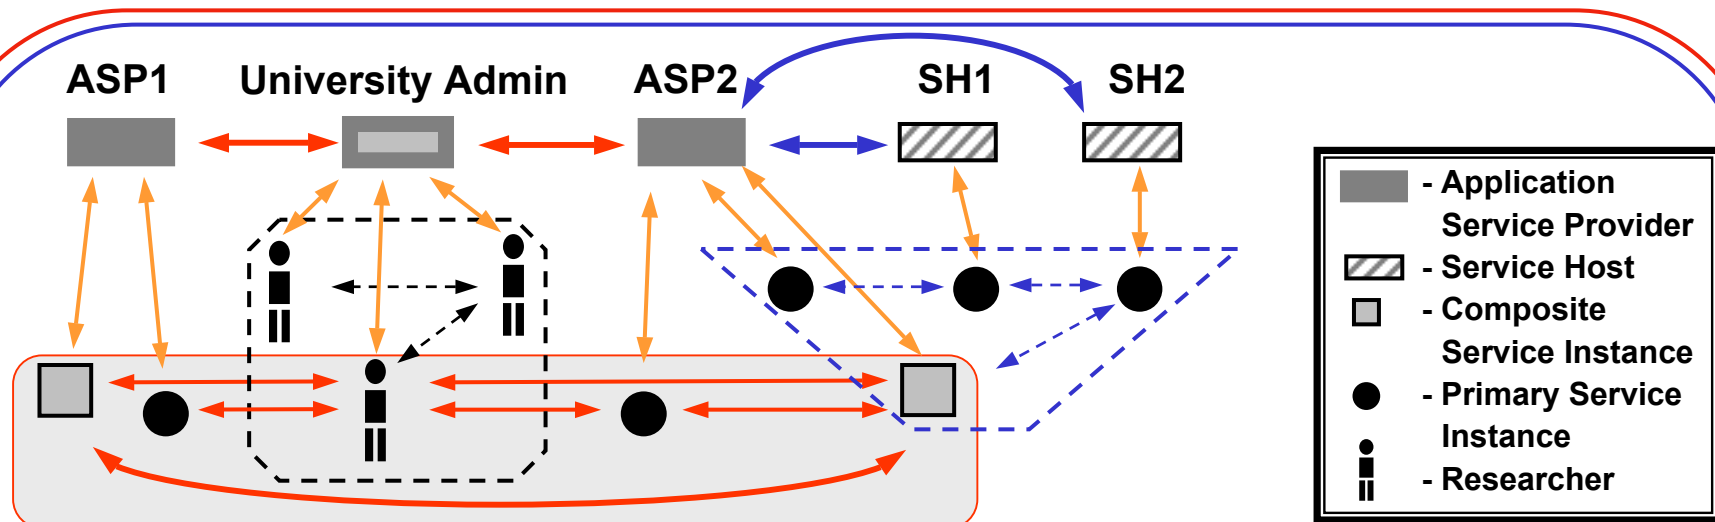 ASP1
University Admin
ASP2
SH1
SH2
- Application
Service Provider
- Service Host
- Composite
Service Instance
- Primary Service
Instance
- Researcher